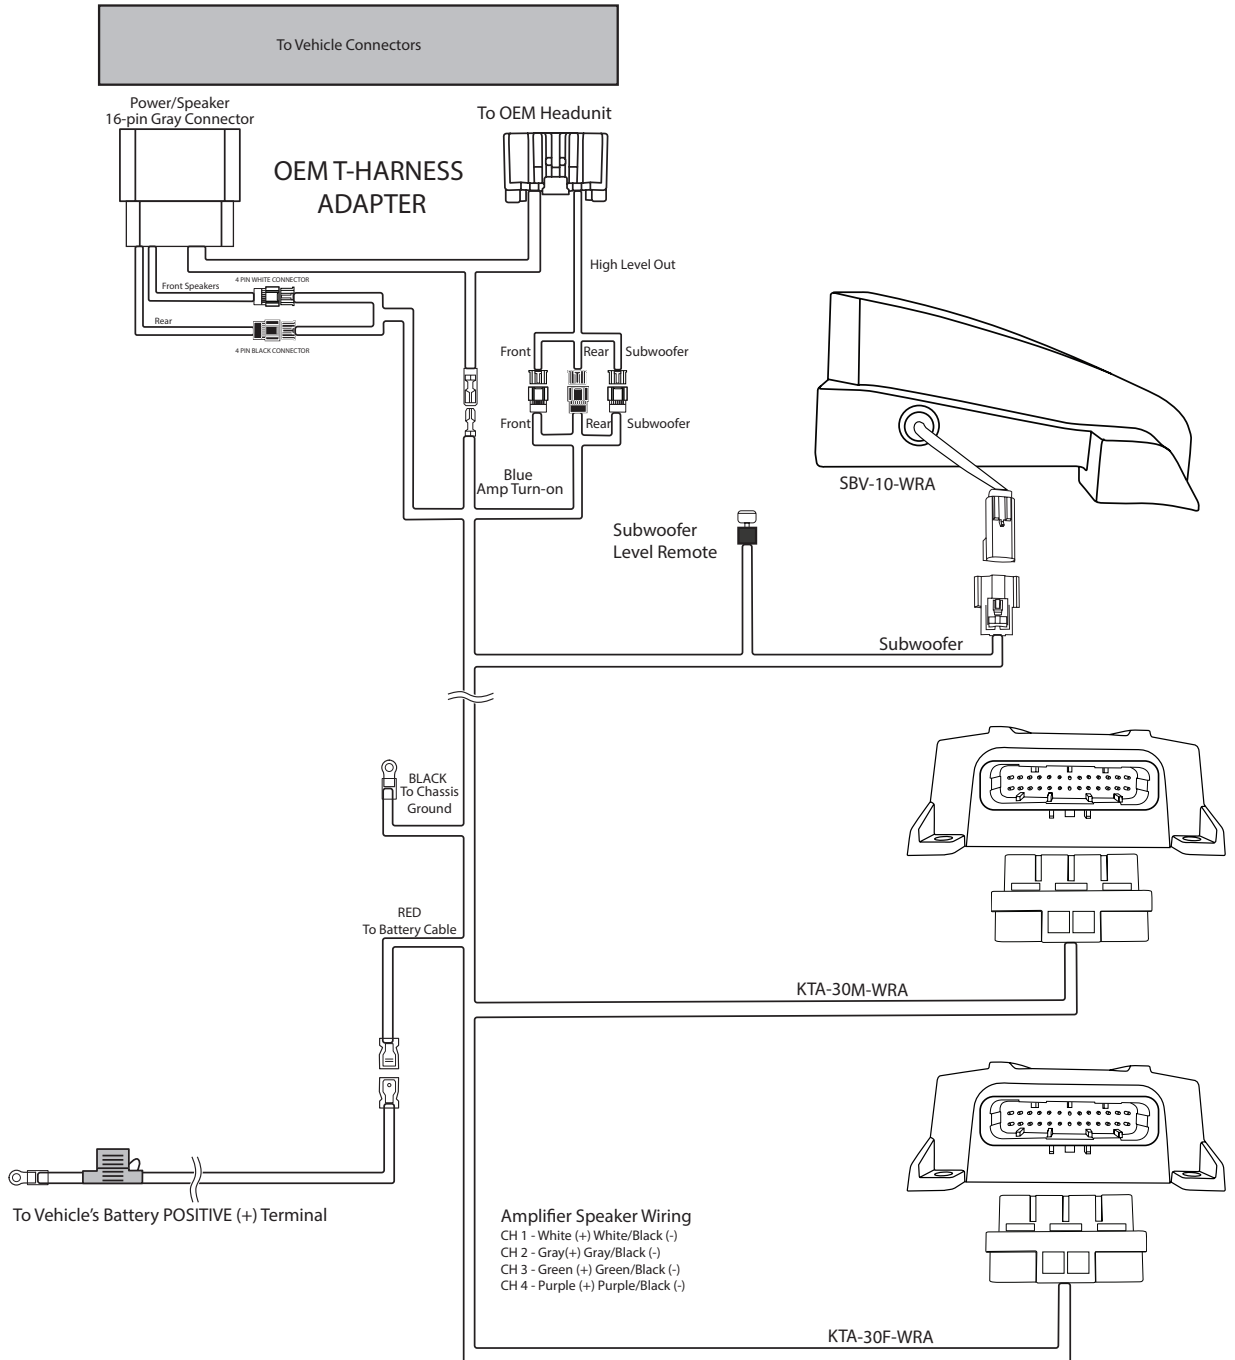 To Vehicle Connectors
Power/Speaker
16-pin Gray Connector
To OEM Headunit
OEM T-HARNESS
ADAPTER
High Level Out
4 PIN WHITE CONNECTOR
Front Speakers
Rear
4 PIN BLACK CONNECTOR
Front Rear Subwoofer
Front Rear Subwoofer
Blue
Amp Turn-on
SBV-10-WRA
Subwoofer
Level Remote
Subwoofer
BLACK
To Chassis
Ground
RED
To Battery Cable
KTA-30M-WRA
To Vehicle's Battery POSITIVE (+) Terminal
Amplifier Speaker Wiring
CH 1 - White (+) White/Black (-)
CH 2 - Gray(+) Gray/Black (-)
CH 3 - Green (+) Green/Black (-)
CH 4 - Purple (+) Purple/Black (-)
KTA-30F-WRA